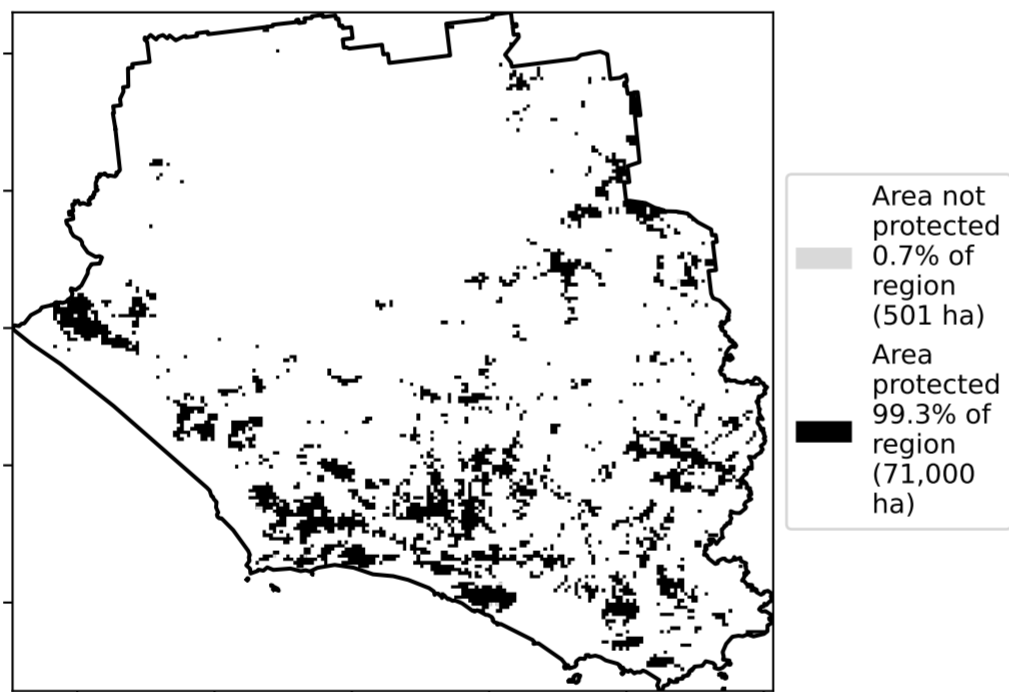 Area not
protected
0.7% of
region
(501 ha)
Area
protected
99.3% of
region
(71,000
ha)